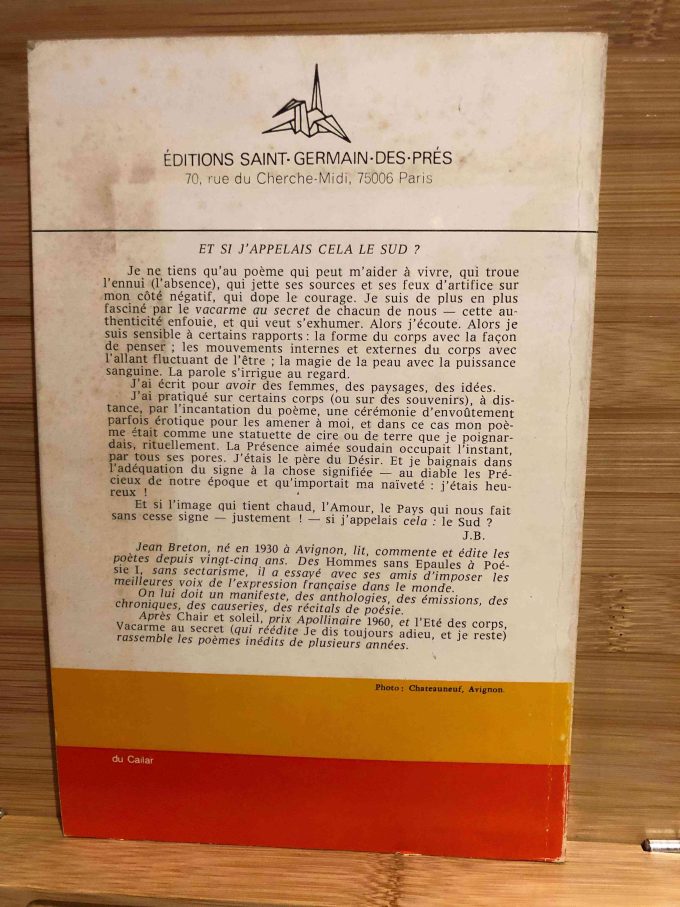 ÉDITIONS SAINT-GERMAIN-DES-PRÉS
70, rue du Cherche-Midi, 75006 Paris
ET SI J'APPELAIS CELA LE SUD ?
Je ne tiens qu'au poème qui peut m'aider à vivre, qui troue
l'ennui (l'absence), qui jette ses sources et ses feux d'artifice sur
mon côté négatif, qui dope le courage. Je suis de plus en plus
fasciné par le vacarme au secret de chacun de nous — cette au-
thenticité enfouie, et qui veut s'exhumer. Alors j'écoute. Alors je
suis sensible à certains rapports : la forme du corps avec la façon
de penser ; les mouvements internes et externes du corps avec
l'allant fluctuant de l'être ; la magie de la peau avec la puissance
sanguine. La parole s'irrigue au regard.
J'ai écrit pour avoir des femmes, des paysages, des idées.
J'ai pratiqué sur certains corps (ou sur des souvenirs), à dis-
tance, par l'incantation du poème, une cérémonie d'envoûtement
parfois érotique pour les amener à moi, et dans ce cas mon poè-
me était comme une statuette de cire ou de terre que je poignar-
dais, rituellement. La Présence aimée soudain occupait l'instant,
par tous ses pores. J'étais le père du Désir. Et je baignais dans
l'adéquation du signe à la chose signifiée — au diable les Pré-
cieux de notre époque et qu'importait ma naïveté : j'étais heu-
reux !
Et si l'image qui tient chaud, l'Amour, le Pays qui nous fait
sans cesse signe — justement ! — si j'appelais cela : le Sud ?
J.B.
Jean Breton, né en 1930 à Avignon, lit, commente et édite les
poètes depuis vingt-cinq ans. Des Hommes sans Epaules à Poé-
sie 1, sans sectarisme, il a essayé avec ses amis d'imposer les
meilleures voix de l'expression française dans le monde.
On lui doit un manifeste, des anthologies, des émissions, des
chroniques, des causeries, des récitals de poésie.
Après Chair et soleil, prix Apollinaire 1960, et l'Eté des corps,
Vacarme au secret (qui réédite Je dis toujours adieu, et je reste)
rassemble les poèmes inédits de plusieurs années.
Photo : Chateauneuf, Avignon.
du Cailar